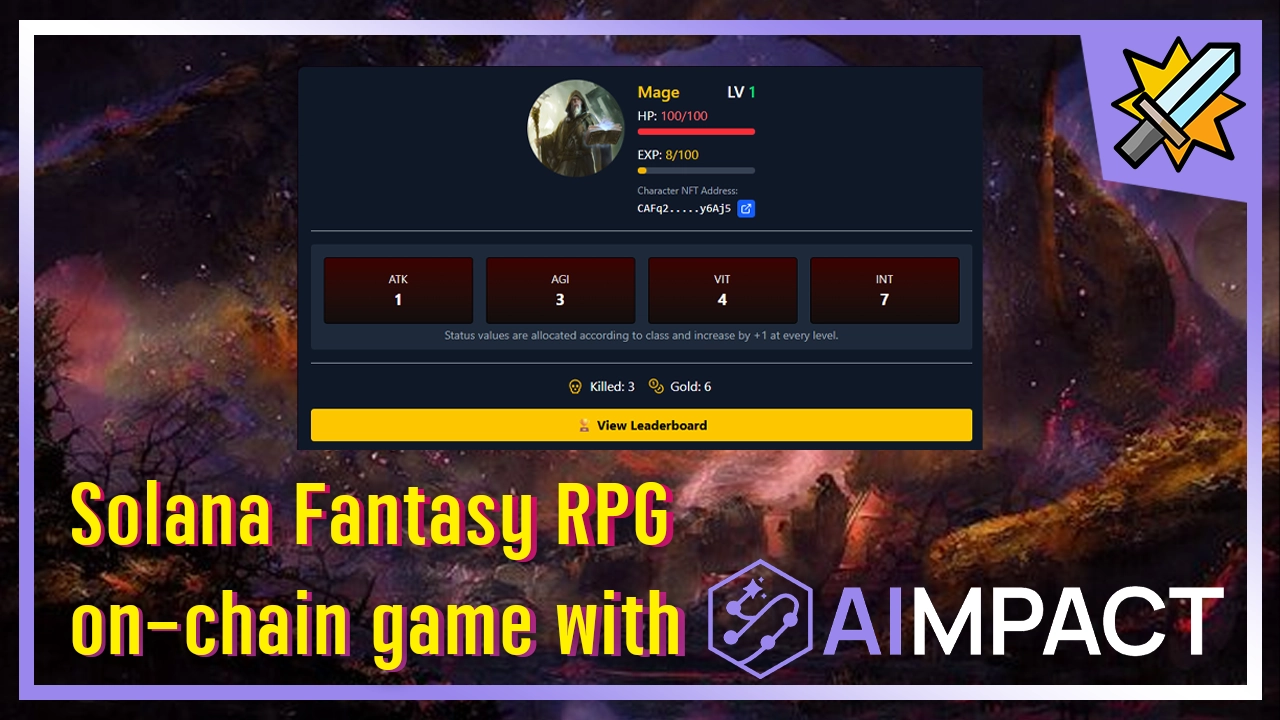 Mage LV 1
HP: 100/100
EXP: 8/100
Character NFT Address:
CAFq2.....y6Aj5
ATK AGI VIT INT
1 3 4 7
Status values are allocated according to class and increase by +1 at every level.
Killed: 3 Gold: 6
View Leaderboard
Solana Fantasy RPG
on-chain game with AIMPACT